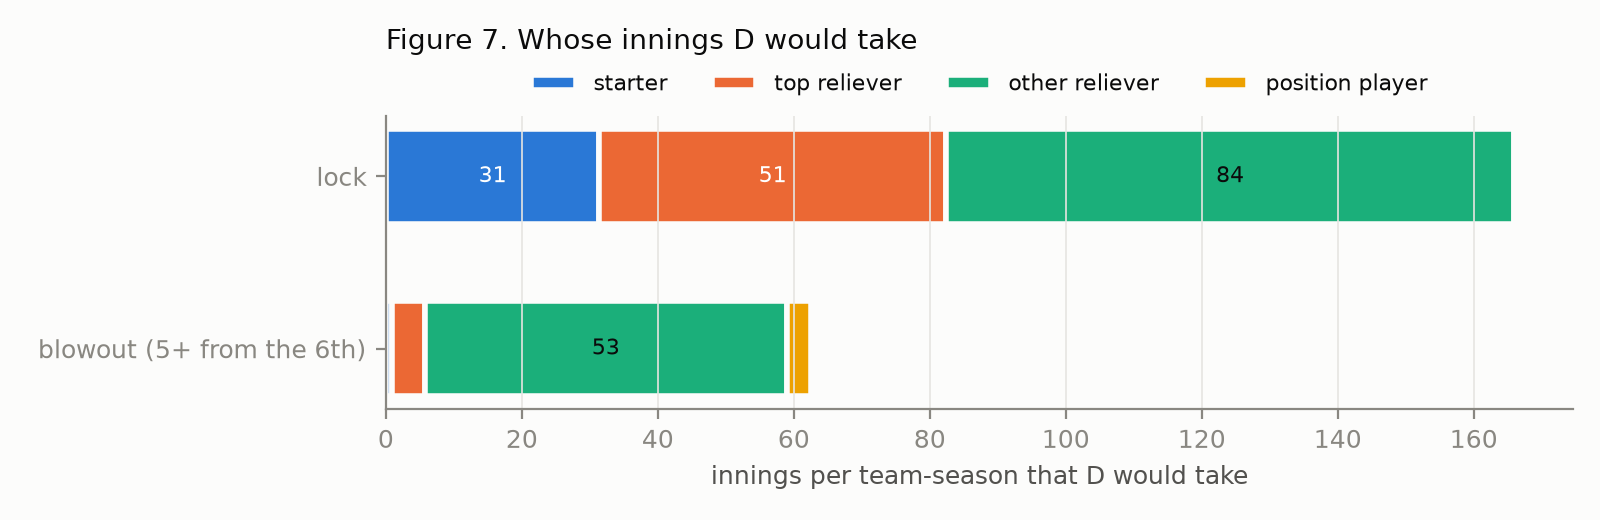 Figure 7. Whose innings D would take
starter top reliever other reliever position player
lock
31 51 84
blowout (5+ from the 6th)
53
0 20 40 60 80 100 120 140 160
innings per team-season that D would take